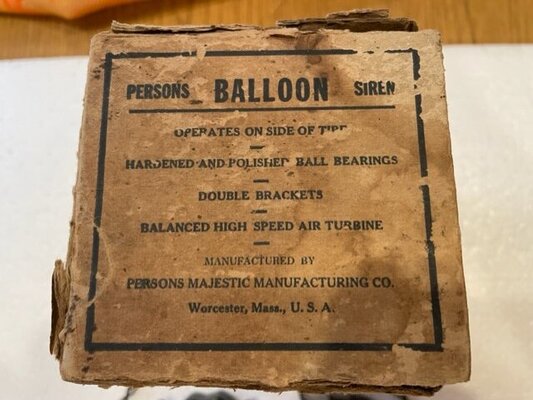 PERSONS BALLOON SIREN
OPERATES ON SIDE OF TIRE
HARDENED AND POLISHED BALL BEARINGS
DOUBLE BRACKETS
BALANCED HIGH SPEED AIR TURBINE
MANUFACTURED BY
PERSONS MAJESTIC MANUFACTURING CO.
Worcester, Mass., U. S. A.